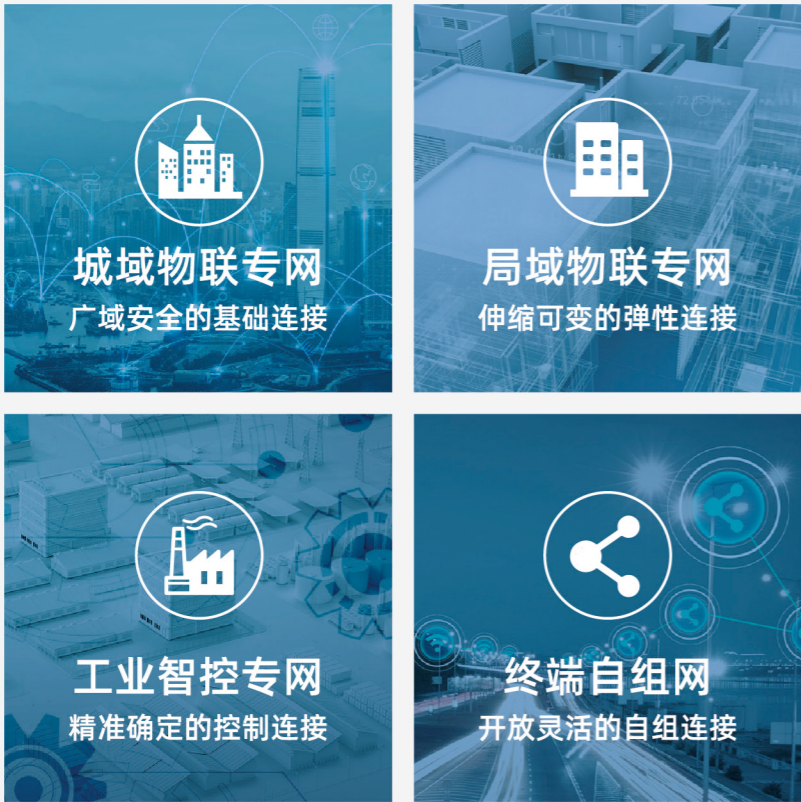 城域物联专网
广域安全的基础连接
局域物联专网
伸缩可变的弹性连接
工业智控专网
精准确定的控制连接
终端自组网
开放灵活的自组连接